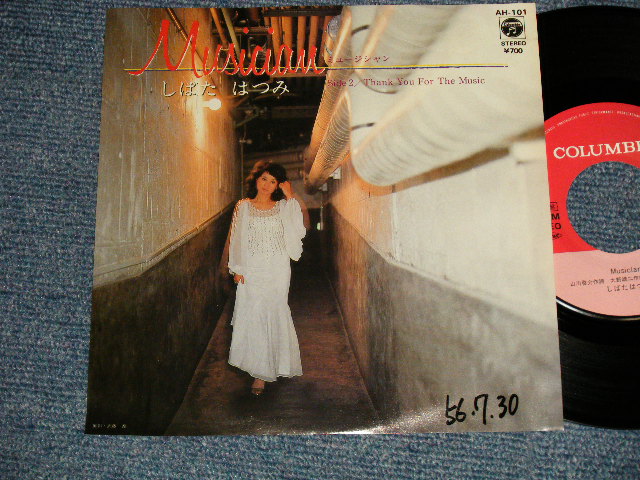 AH-101
STEREO
¥700
Musician
ミュージシャン
しばた はつみ
Side 2／Thank You For The Music
56.7.30
COLUMBI
Musician
しばたはつ